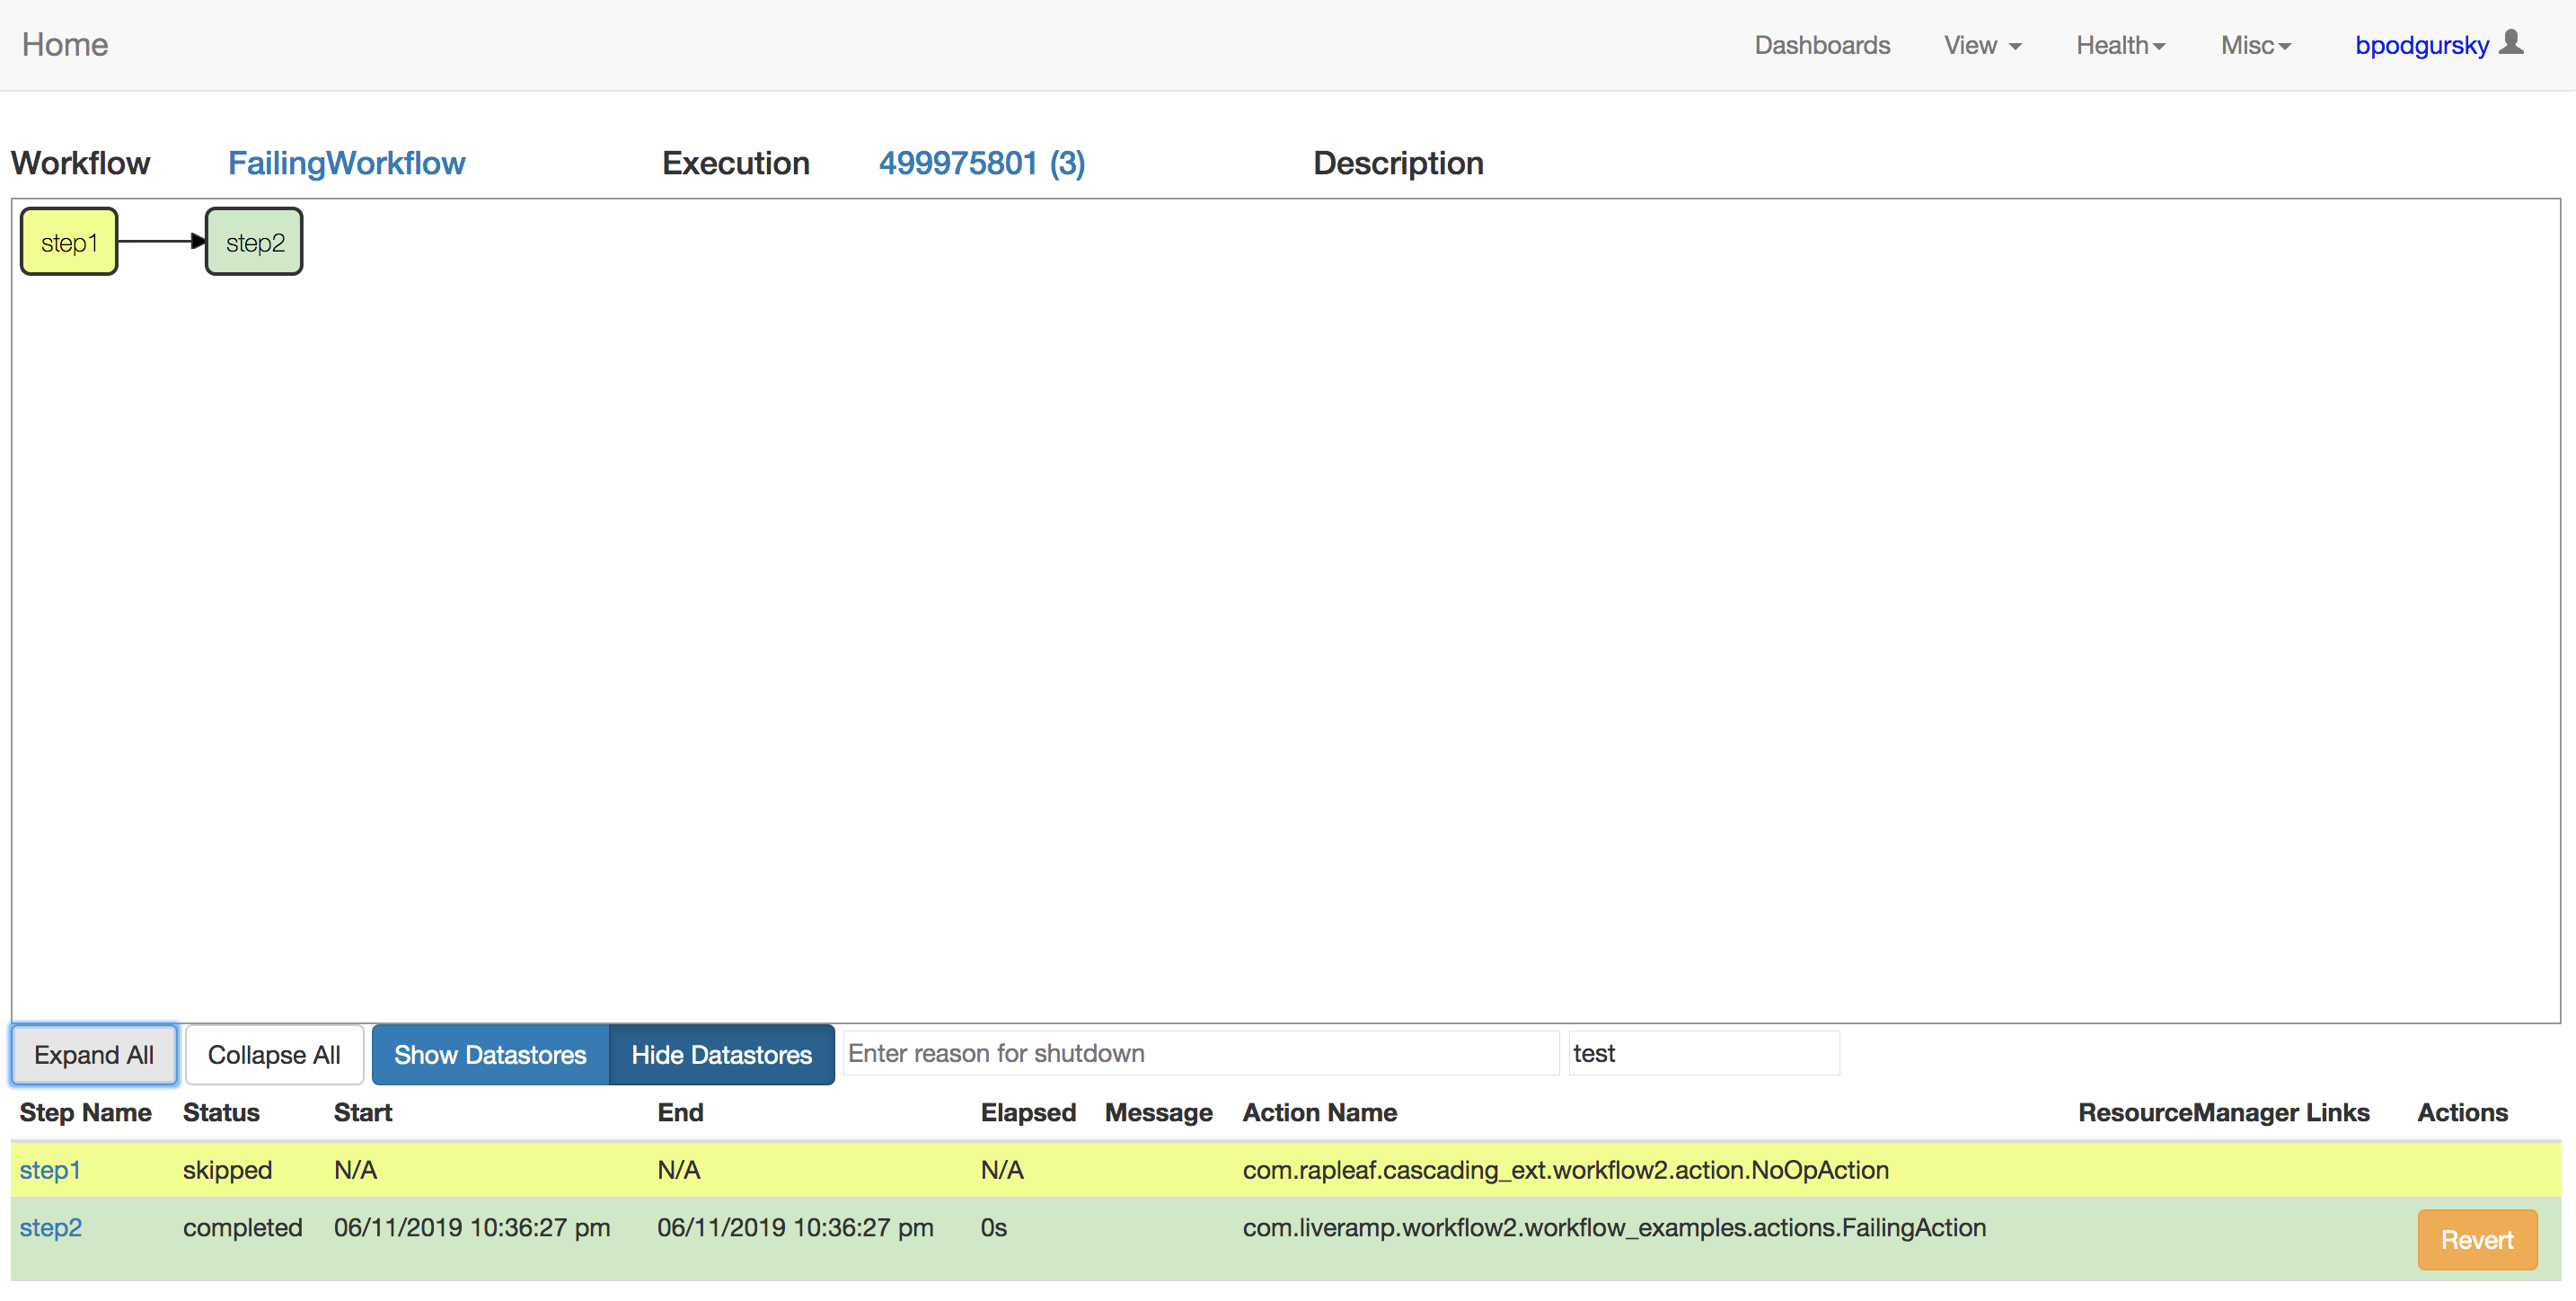 Home Dashboards View Health Misc bpodgursky
Workflow FailingWorkflow Execution 499975801 (3) Description
step1 step2
Expand All Collapse All Show Datastores Hide Datastores Enter reason for shutdown test
Step Name Status Start End Elapsed Message Action Name ResourceManager Links Actions
step1 skipped N/A N/A N/A com.rapleaf.cascading_ext.workflow2.action.NoOpAction
step2 completed 06/11/2019 10:36:27 pm 06/11/2019 10:36:27 pm 0s com.liveramp.workflow2.workflow_examples.actions.FailingAction Revert